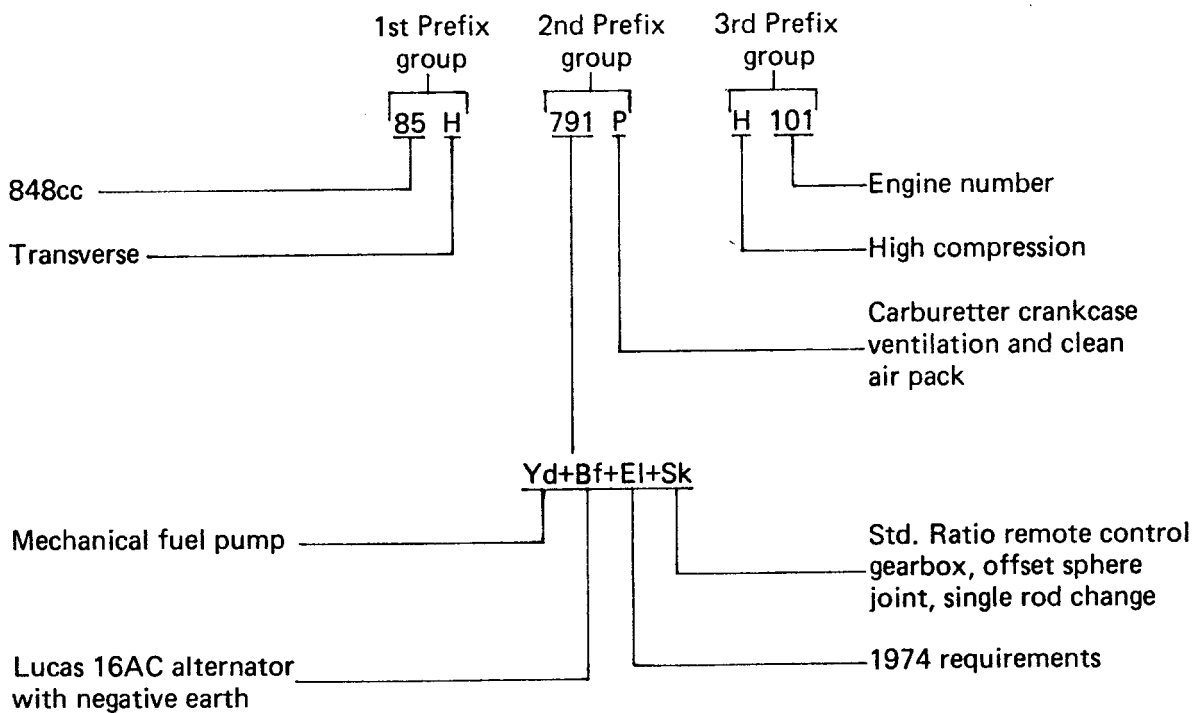 1st Prefix group
2nd Prefix group
3rd Prefix group
85 H
791 P
H 101
848cc
Engine number
Transverse
High compression
Carburetter crankcase
ventilation and clean
air pack
Yd+Bf+El+Sk
Mechanical fuel pump
Std. Ratio remote control
gearbox, offset sphere
joint, single rod change
Lucas 16AC alternator
with negative earth
1974 requirements